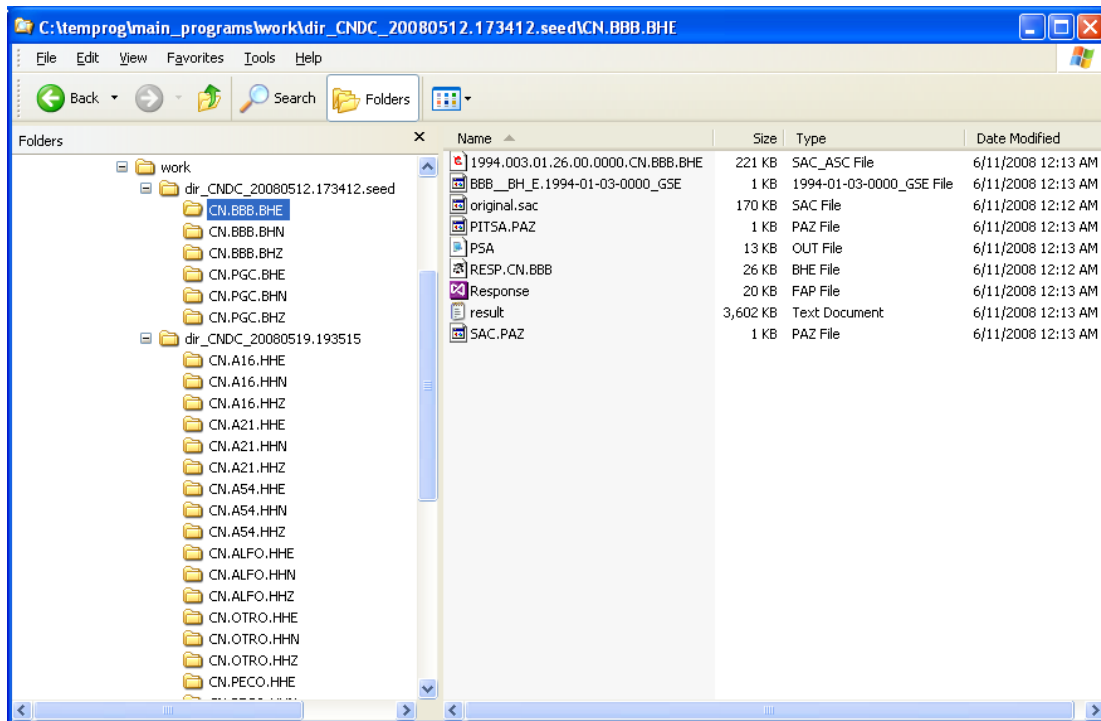 C:\temprog\main_programs\work\dir_CNDC_20080512.173412.seed\CN.BBB.BHE
File Edit View Favorites Tools Help
Back Search Folders
Folders
work
dir_CNDC_20080512.173412.seed
CN.BBB.BHE
CN.BBB.BHN
CN.BBB.BHZ
CN.PGC.BHE
CN.PGC.BHN
CN.PGC.BHZ
dir_CNDC_20080519.193515
CN.A16.HHE
CN.A16.HHN
CN.A16.HHZ
CN.A21.HHE
CN.A21.HHN
CN.A21.HHZ
CN.A54.HHE
CN.A54.HHN
CN.A54.HHZ
CN.ALFO.HHE
CN.ALFO.HHN
CN.ALFO.HHZ
CN.OTRO.HHE
CN.OTRO.HHN
CN.OTRO.HHZ
CN.PECO.HHE
Name Size Type Date Modified
1994.003.01.26.00.0000.CN.BBB.BHE 221 KB SAC_ASC File 6/11/2008 12:13 AM
BBB__BH_E.1994-01-03-0000_GSE 1 KB 1994-01-03-0000_GSE File 6/11/2008 12:13 AM
original.sac 170 KB SAC File 6/11/2008 12:12 AM
PITSA.PAZ 1 KB PAZ File 6/11/2008 12:13 AM
PSA 13 KB OUT File 6/11/2008 12:13 AM
RESP.CN.BBB 26 KB BHE File 6/11/2008 12:12 AM
Response 20 KB FAP File 6/11/2008 12:13 AM
result 3,602 KB Text Document 6/11/2008 12:13 AM
SAC.PAZ 1 KB PAZ File 6/11/2008 12:13 AM